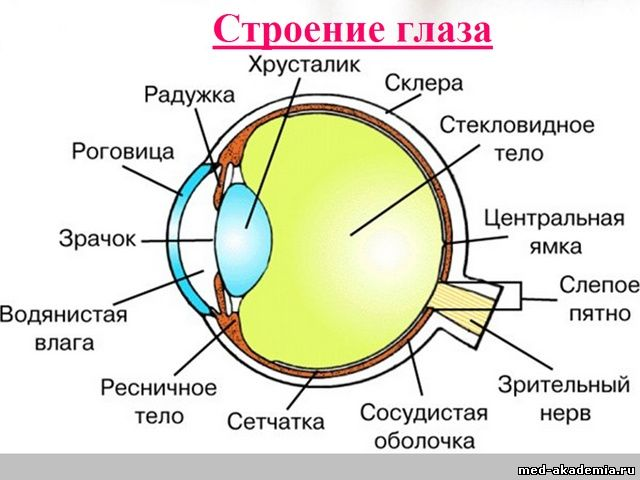 Строение глаза
Хрусталик
Склера
Радужка
Стекловидное
тело
Роговица
Центральная
ямка
Зрачок
Слепое
пятно
Водянистая
влага
Ресничное
тело
Сетчатка
Сосудистая
оболочка
Зрительный
нерв
med-akademia.ru